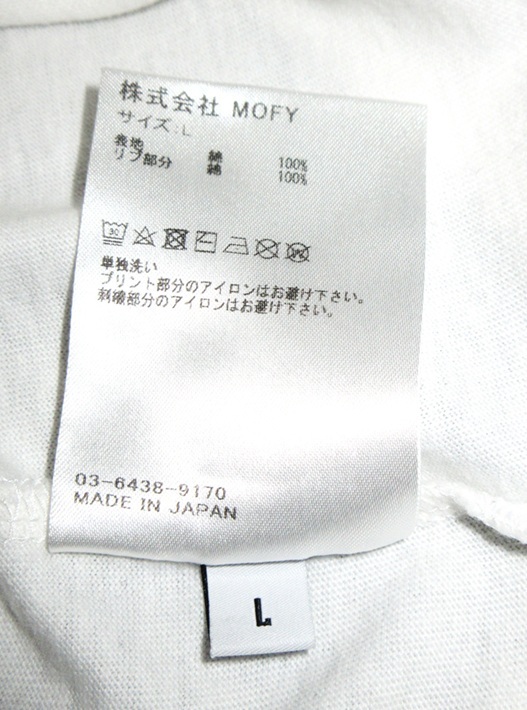 株式会社 MOFY
サイズ:L
表地 綿 100%
リブ部分 綿 100%
単独洗い
プリント部分のアイロンはお避け下さい。
刺繍部分のアイロンはお避け下さい。
03-6438-9170
MADE IN JAPAN
L